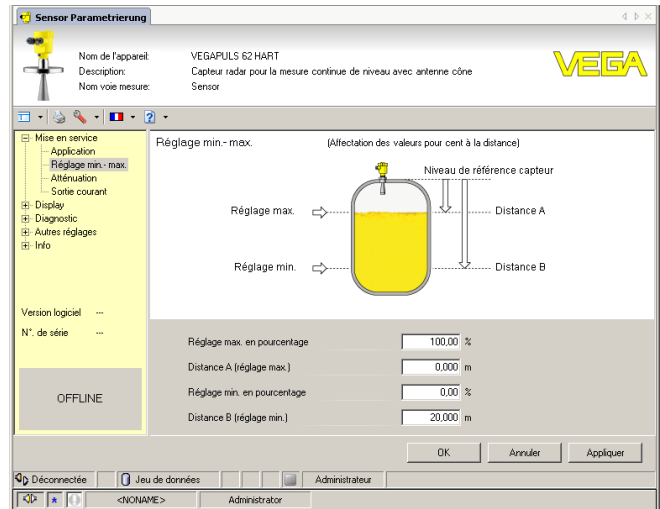 Sensor Parametrierung
Nom de l'appareil: VEGAPULS 62 HART
Description: Capteur radar pour la mesure continue de niveau avec antenne cône
Nom voie mesure: Sensor
VEGA
Mise en service
Application
Réglage min.- max.
Atténuation
Sortie courant
Display
Diagnostic
Autres réglages
Info
Version logiciel ---
N°. de série ---
OFFLINE
Réglage min.- max. (Affectation des valeurs pour cent à la distance)
Niveau de référence capteur
Réglage max. Distance A
Réglage min. Distance B
Réglage max. en pourcentage 100,00 %
Distance A (réglage max.) 0,000 m
Réglage min. en pourcentage 0,00 %
Distance B (réglage min.) 20,000 m
OK Annuler Appliquer
Déconnectée Jeu de données Administrateur
<NONAME> Administrator